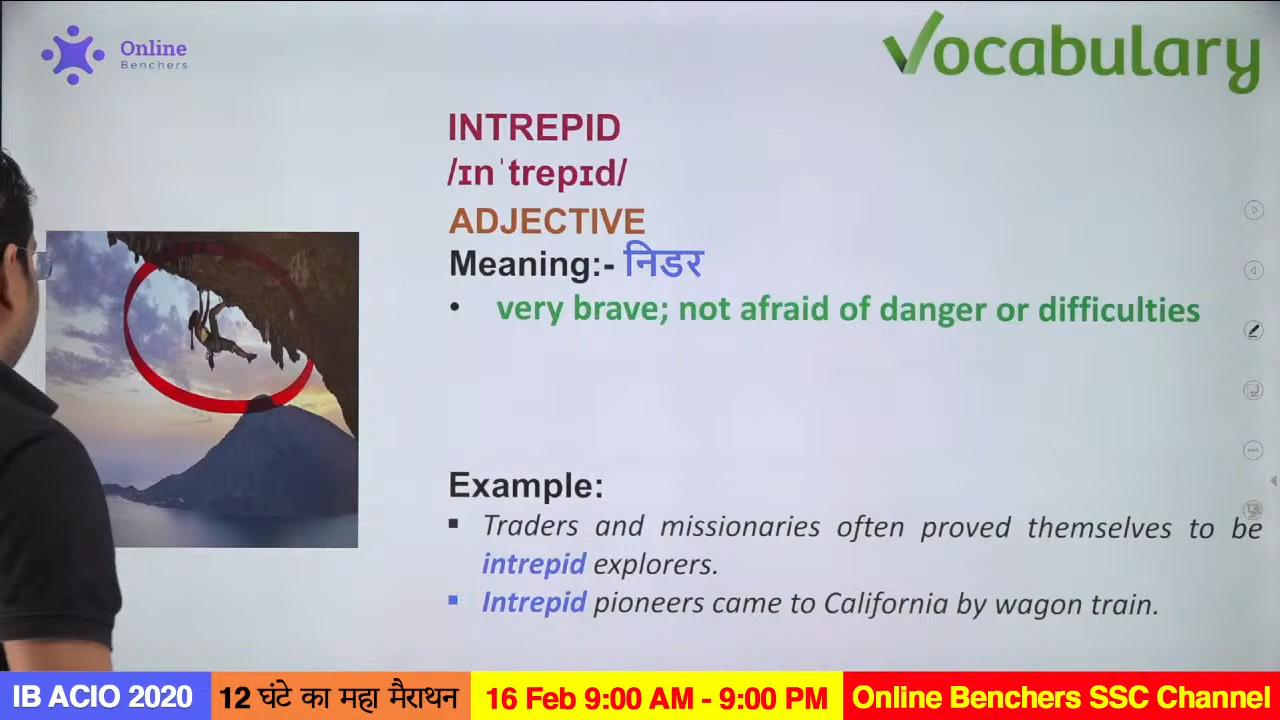 Online
Benchers
Vocabulary
INTREPID
/ɪnˈtrepɪd/
ADJECTIVE
Meaning:- निडर
• very brave; not afraid of danger or difficulties
Example:
▪ Traders and missionaries often proved themselves to be
intrepid explorers.
▪ Intrepid pioneers came to California by wagon train.
IB ACIO 2020
12 घंटे का महा मैराथन
16 Feb 9:00 AM - 9:00 PM
Online Benchers SSC Channel